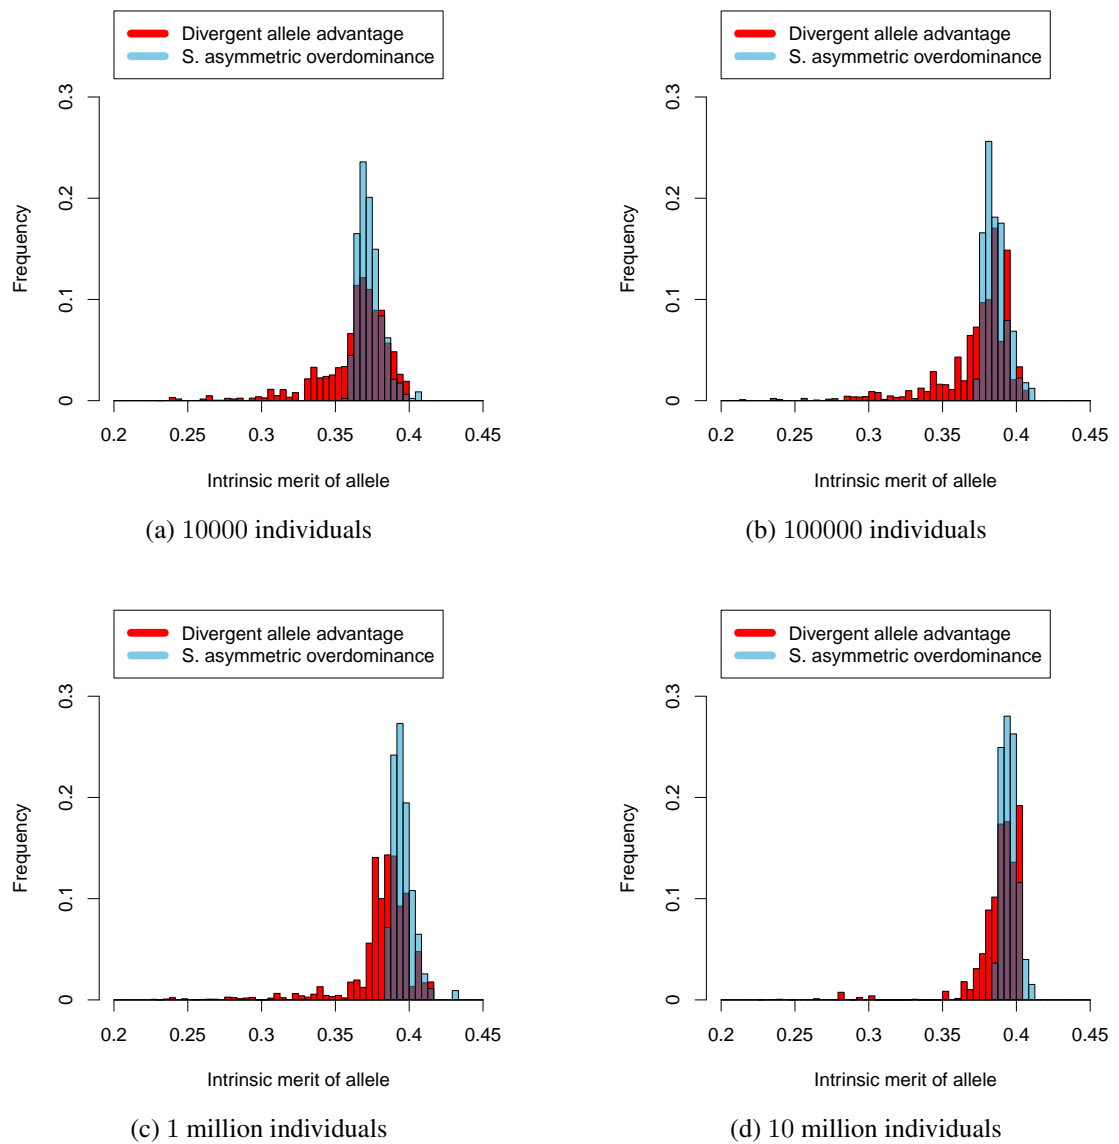 Divergent allele advantage
S. asymmetric overdominance
0.3
0.2
0.1
0
Frequency
0.2 0.25 0.3 0.35 0.4 0.45
Intrinsic merit of allele
(a) 10000 individuals
Divergent allele advantage
S. asymmetric overdominance
0.3
0.2
0.1
0
Frequency
0.2 0.25 0.3 0.35 0.4 0.45
Intrinsic merit of allele
(b) 100000 individuals
Divergent allele advantage
S. asymmetric overdominance
0.3
0.2
0.1
0
Frequency
0.2 0.25 0.3 0.35 0.4 0.45
Intrinsic merit of allele
(c) 1 million individuals
Divergent allele advantage
S. asymmetric overdominance
0.3
0.2
0.1
0
Frequency
0.2 0.25 0.3 0.35 0.4 0.45
Intrinsic merit of allele
(d) 10 million individuals